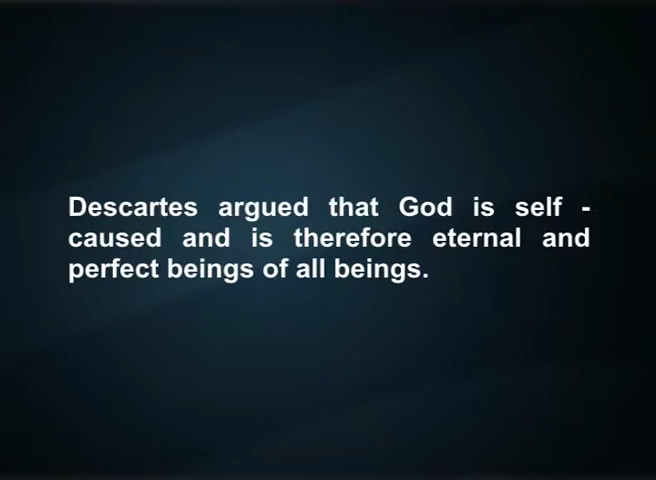 Descartes argued that God is self -
caused and is therefore eternal and
perfect beings of all beings.